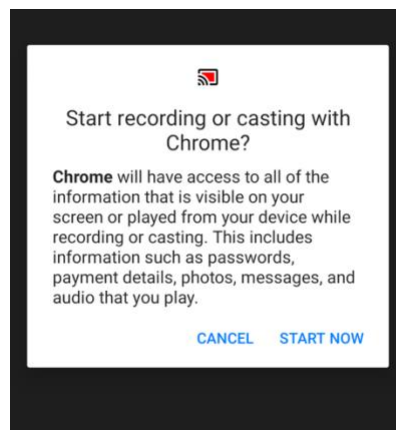 Start recording or casting with
Chrome?
Chrome will have access to all of the
information that is visible on your
screen or played from your device while
recording or casting. This includes
information such as passwords,
payment details, photos, messages, and
audio that you play.
CANCEL START NOW